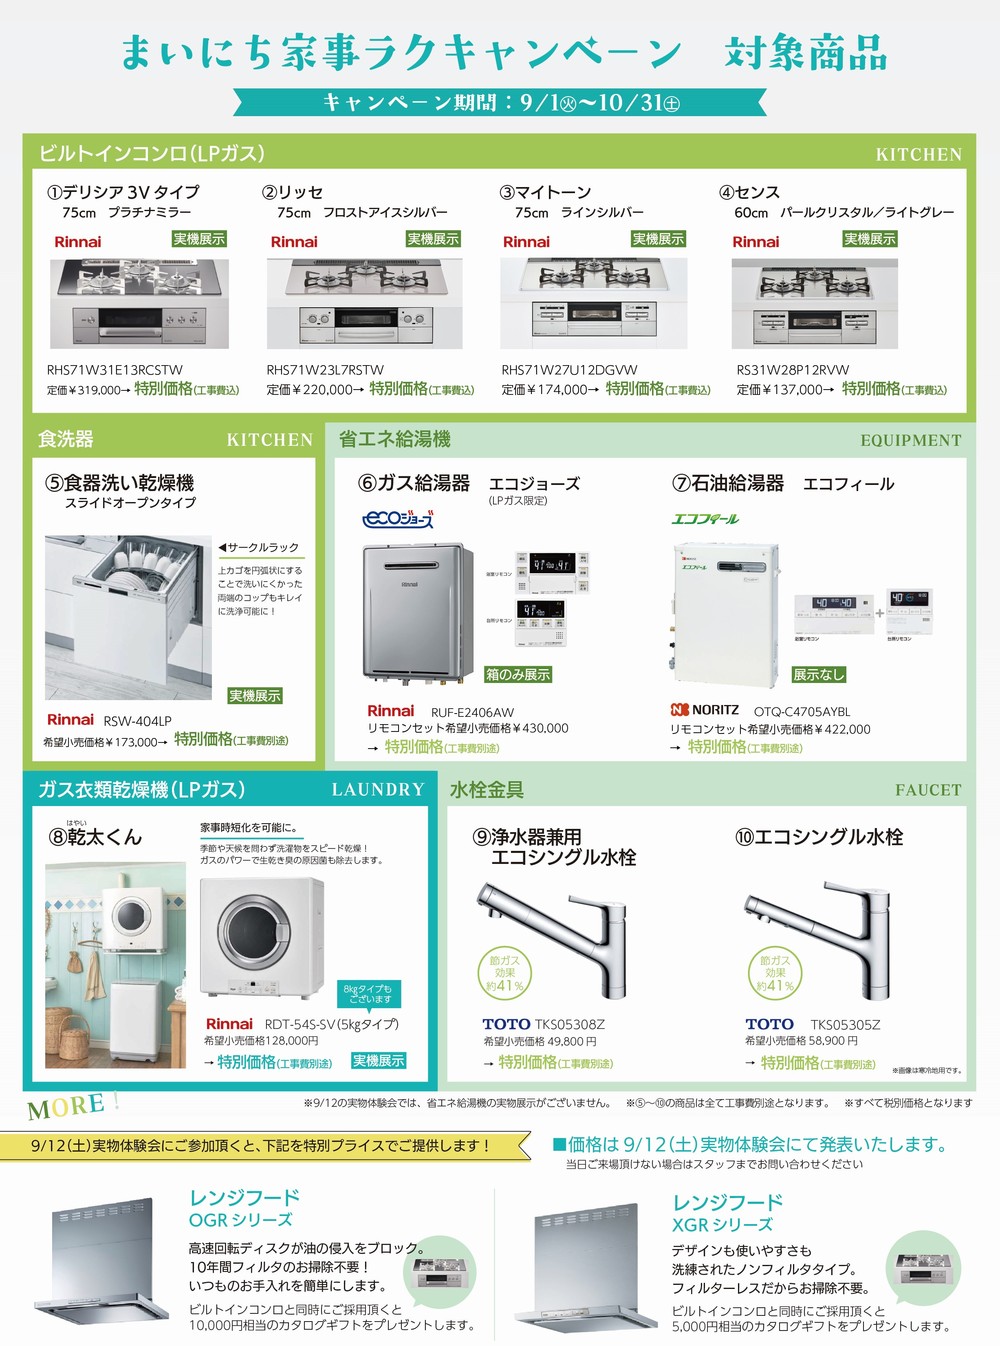 まいにち家事ラクキャンペーン　対象商品
キャンペーン期間：9/1㊋〜10/31㊏
ビルトインコンロ（LPガス）
KITCHEN
①デリシア 3V タイプ
75cm　プラチナミラー
Rinnai
実機展示
RHS71W31E13RCSTW
定価￥319,000→ 特別価格(工事費込)
②リッセ
75cm　フロストアイスシルバー
Rinnai
実機展示
RHS71W23L7RSTW
定価￥220,000→ 特別価格(工事費込)
③マイトーン
75cm　ラインシルバー
Rinnai
実機展示
RHS71W27U12DGVW
定価￥174,000→ 特別価格(工事費込)
④センス
60cm　パールクリスタル／ライトグレー
Rinnai
実機展示
RS31W28P12RVW
定価￥137,000→ 特別価格(工事費込)
食洗器
KITCHEN
⑤食器洗い乾燥機
スライドオープンタイプ
◀サークルラック
上カゴを円弧状にする
ことで洗いにくかった
両端のコップもキレイ
に洗浄可能に！
実機展示
Rinnai RSW-404LP
希望小売価格￥173,000→ 特別価格(工事費別途)
省エネ給湯機
EQUIPMENT
⑥ガス給湯器　エコジョーズ
(LPガス限定)
ecoジョーズ
Rinnai
浴室リモコン
台所リモコン
箱のみ展示
Rinnai RUF-E2406AW
リモコンセット希望小売価格￥430,000
→ 特別価格(工事費別途)
⑦石油給湯器　エコフィール
エコフィール
エコフィール
浴室リモコン
+
台所リモコン
展示なし
NORITZ OTQ-C4705AYBL
リモコンセット希望小売価格￥422,000
→ 特別価格(工事費別途)
ガス衣類乾燥機（LPガス）
LAUNDRY
はやい
⑧乾太くん
家事時短化を可能に。
季節や天候を問わず洗濯物をスピード乾燥！
ガスのパワーで生乾き臭の原因菌も除去します。
8kgタイプも
ございます
Rinnai RDT-54S-SV(5kgタイプ)
希望小売価格128,000円
→ 特別価格(工事費別途)
実機展示
水栓金具
FAUCET
⑨浄水器兼用
エコシングル水栓
節ガス
効果
約41%
TOTO TKS05308Z
希望小売価格 49,800 円
→ 特別価格(工事費別途)
⑩エコシングル水栓
節ガス
効果
約41%
TOTO TKS05305Z
希望小売価格 58,900 円
→ 特別価格(工事費別途)
※画像は寒冷地用です。
MORE!
※9/12の実物体験会では、省エネ給湯機の実物展示がございません。　※⑤〜⑩の商品は全て工事費別途となります。　※すべて税別価格となります
9/12（土）実物体験会にご参加頂くと、下記を特別プライスでご提供します！
■価格は 9/12（土）実物体験会にて発表いたします。
当日ご来場頂けない場合はスタッフまでお問い合わせください
レンジフード
OGR シリーズ
高速回転ディスクが油の侵入をブロック。
10年間フィルタのお掃除不要！
いつものお手入れを簡単にします。
ビルトインコンロと同時にご採用頂くと
10,000円相当のカタログギフトをプレゼントします。
レンジフード
XGR シリーズ
デザインも使いやすさも
洗練されたノンフィルタタイプ。
フィルターレスだからお掃除不要。
ビルトインコンロと同時にご採用頂くと
5,000円相当のカタログギフトをプレゼントします。